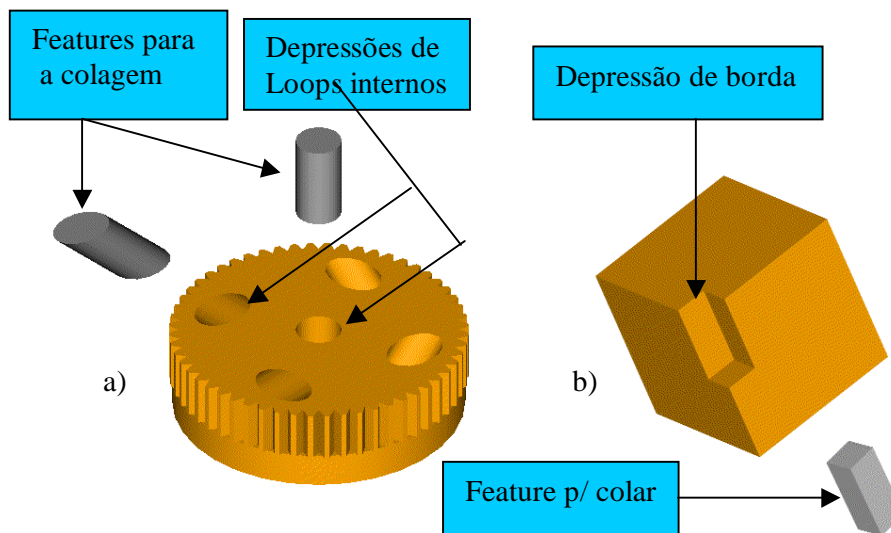 Features para
a colagem
Depressões de
Loops internos
Depressão de borda
a)
b)
Feature p/ colar